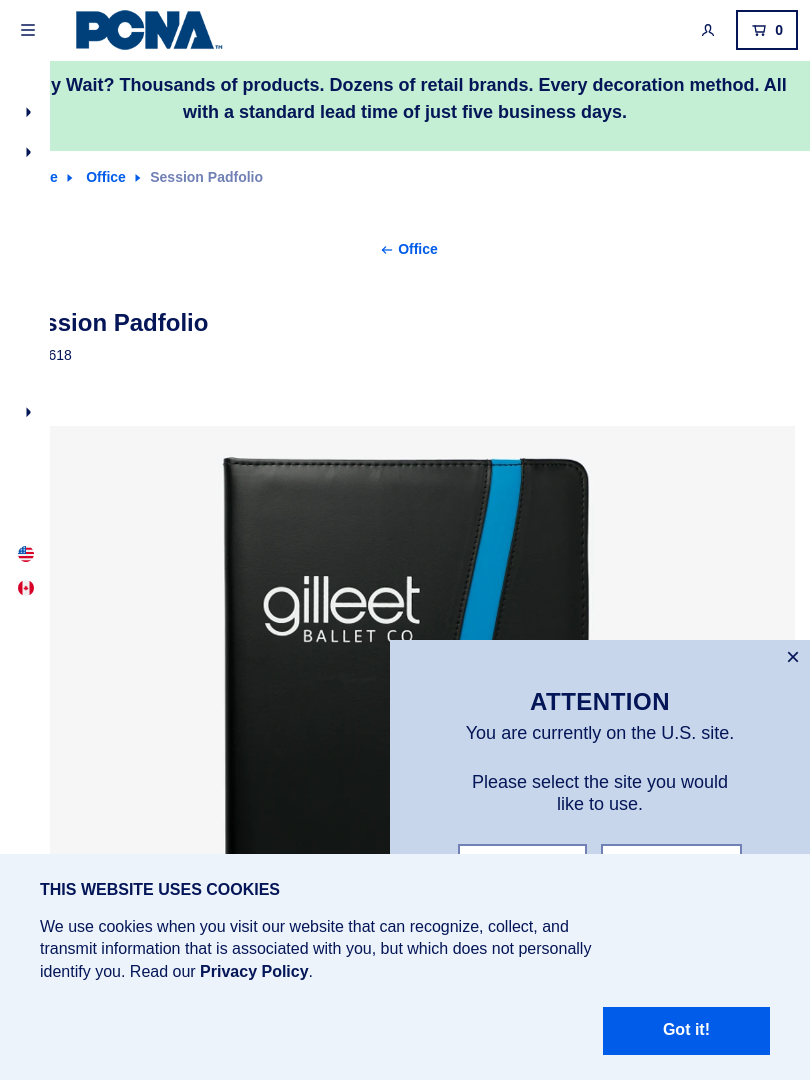 PCNA™
0
y Wait? Thousands of products. Dozens of retail brands. Every decoration method. All
with a standard lead time of just five business days.
e Office Session Padfolio
← Office
ssion Padfolio
618
gilleet
BALLET CO
×
ATTENTION
You are currently on the U.S. site.
Please select the site you would
like to use.
THIS WEBSITE USES COOKIES
We use cookies when you visit our website that can recognize, collect, and
transmit information that is associated with you, but which does not personally
identify you. Read our Privacy Policy.
Got it!